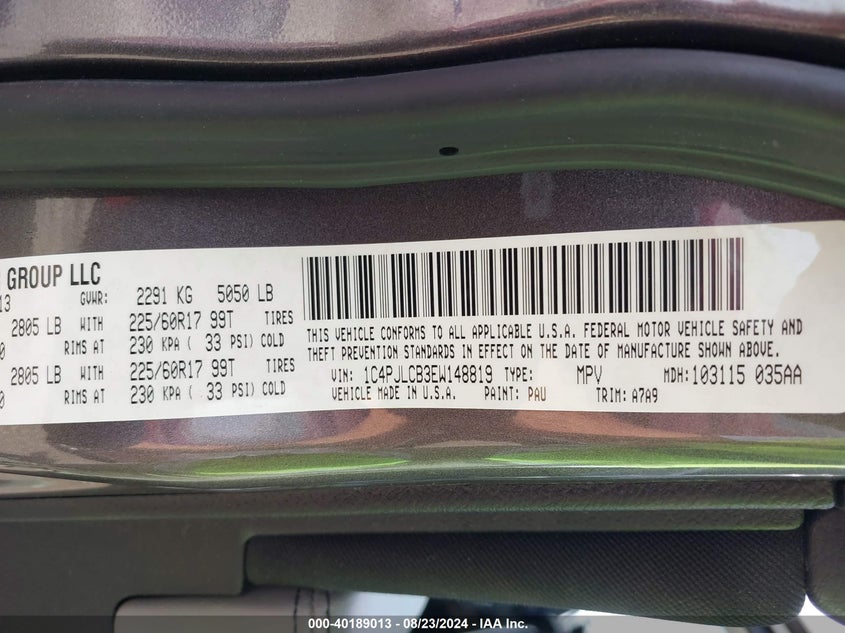 GROUP LLC
13 GVWR: 2291 KG 5050 LB
2805 LB WITH 225/60R17 99T TIRES
0 RIMS AT 230 KPA ( 33 PSI) COLD
2805 LB WITH 225/60R17 99T TIRES
0 RIMS AT 230 KPA ( 33 PSI) COLD
THIS VEHICLE CONFORMS TO ALL APPLICABLE U.S.A. FEDERAL MOTOR VEHICLE SAFETY AND
THEFT PREVENTION STANDARDS IN EFFECT ON THE DATE OF MANUFACTURE SHOWN ABOVE.
VIN: 1C4PJLCB3EW148819 TYPE: MPV MDH: 103115 035AA
VEHICLE MADE IN U.S.A. PAINT: PAU TRIM: A7A9
000-40189013 - 08/23/2024 - IAA Inc.